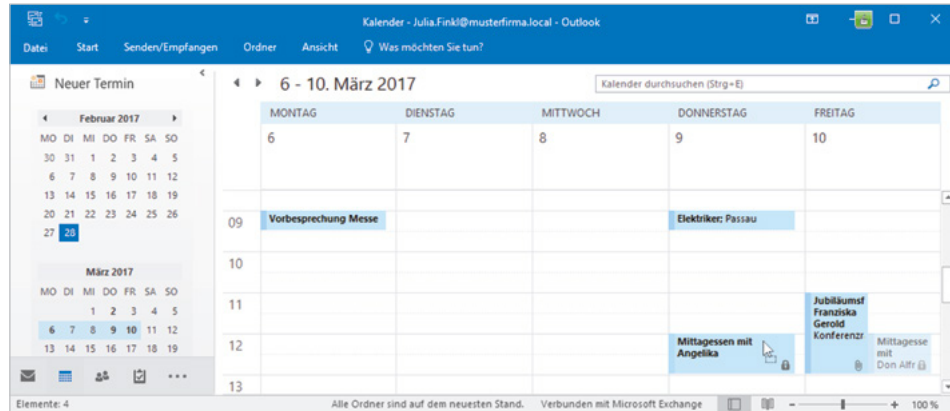 Kalender - Julia.Finkl@musterfirma.local - Outlook
Datei Start Senden/Empfangen Ordner Ansicht Was möchten Sie tun?
Neuer Termin
Februar 2017
MO DI MI DO FR SA SO
30 31 1 2 3 4 5
6 7 8 9 10 11 12
13 14 15 16 17 18 19
20 21 22 23 24 25 26
27 28
März 2017
MO DI MI DO FR SA SO
1 2 3 4 5
6 7 8 9 10 11 12
13 14 15 16 17 18 19
6 - 10. März 2017
Kalender durchsuchen (Strg+E)
MONTAG DIENSTAG MITTWOCH DONNERSTAG FREITAG
6 7 8 9 10
09
Vorbesprechung Messe
Elektriker; Passau
10
11
Jubiläumsf
Franziska
Gerold
Konferenzr
12
Mittagessen mit
Angelika
Mittagesse
mit
Don Alfr
13
Elemente: 4
Alle Ordner sind auf dem neuesten Stand. Verbunden mit Microsoft Exchange
100 %